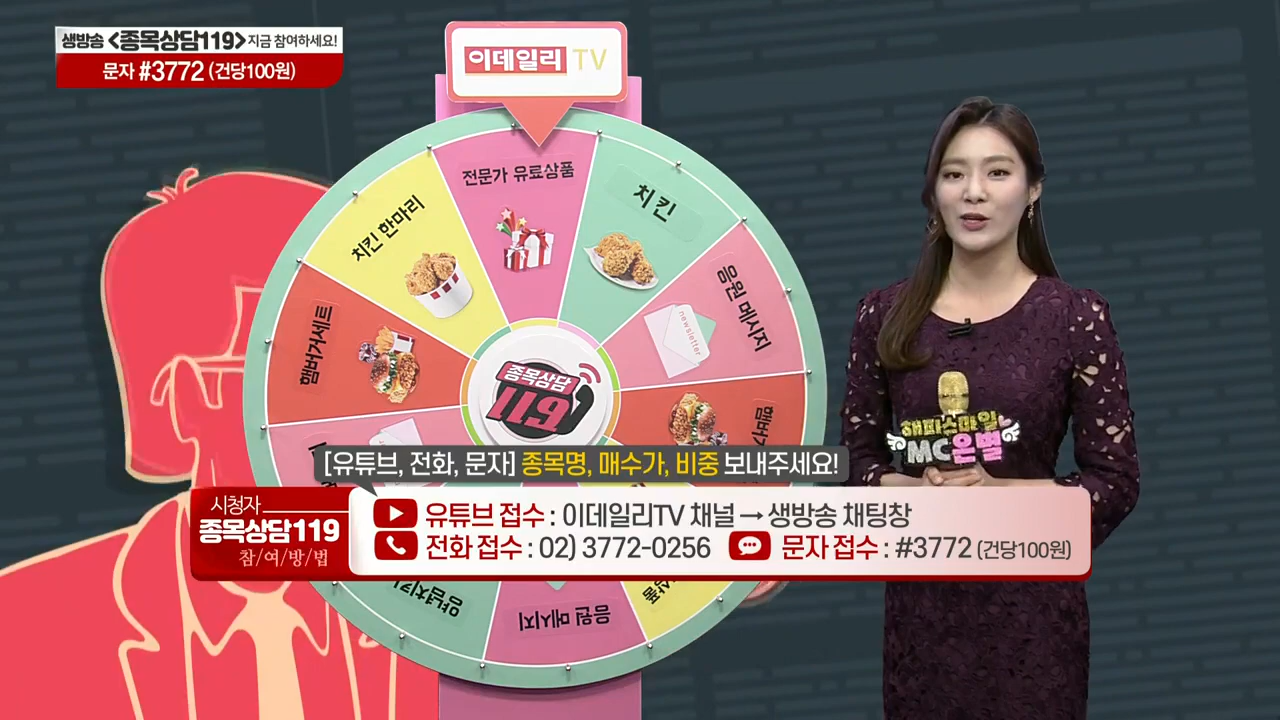 생방송 <종목상담119> 지금 참여하세요!
문자 #3772 (건당100원)
이데일리 TV
전문가 유료상품
치킨
치킨 한마리
응원 메시지
newsletter
햄버거세트
종목상담
119
해피스마일
MC은별
[유튜브, 전화, 문자] 종목명, 매수가, 비중 보내주세요!
시청자
종목상담119
참/여/방/법
유튜브 접수 : 이데일리TV 채널 → 생방송 채팅창
전화 접수 : 02) 3772-0256
문자 접수 : #3772 (건당100원)
양념치킨
응원 메시지